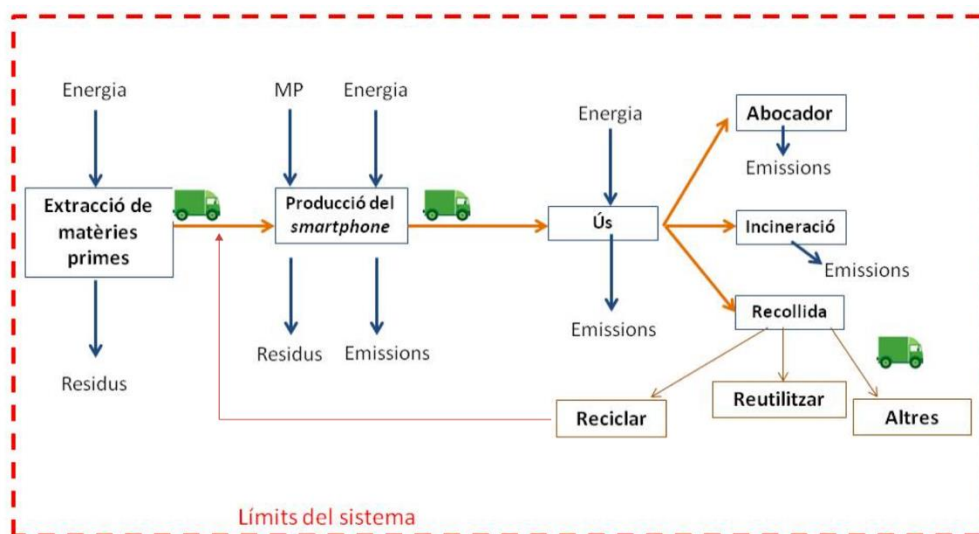 Energia
MP
Energia
Energia
Abocador
Emissions
Extracció de
matèries
primes
Producció del
smartphone
Ús
Incineració
Emissions
Recollida
Residus
Residus
Emissions
Emissions
Reciclar
Reutilitzar
Altres
Límits del sistema